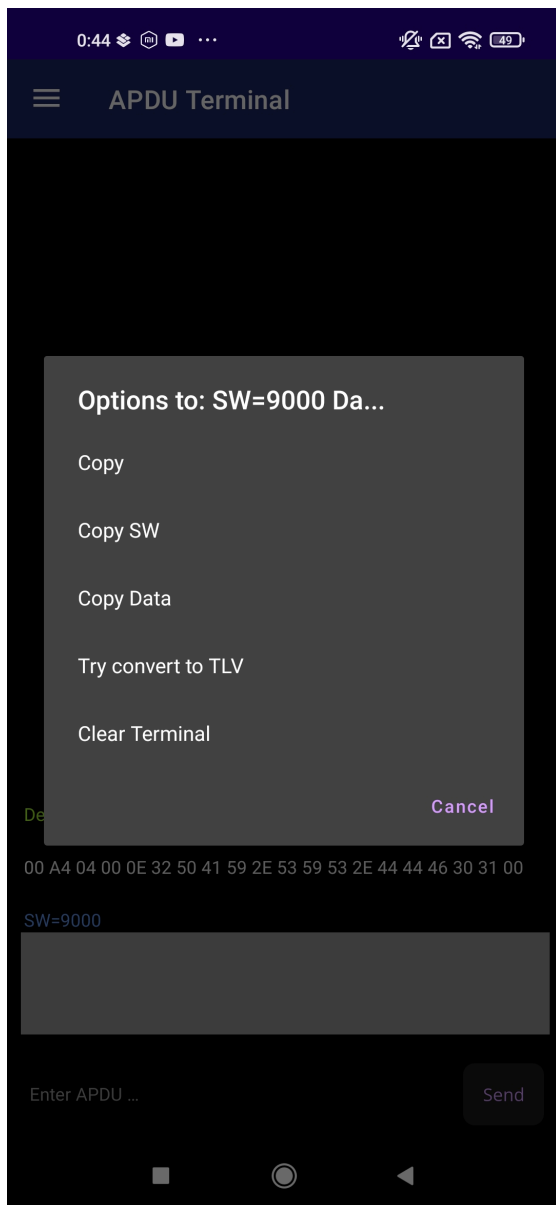 0:44 ... 49
APDU Terminal
Options to: SW=9000 Da...
Copy
Copy SW
Copy Data
Try convert to TLV
Clear Terminal
Cancel
De
00 A4 04 00 0E 32 50 41 59 2E 53 59 53 2E 44 44 46 30 31 00
SW=9000
Enter APDU ...
Send